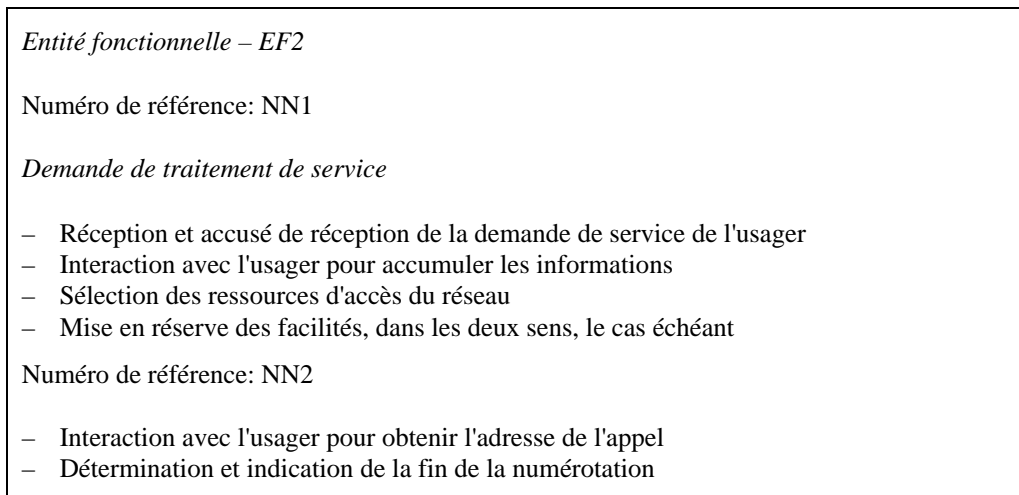 Entité fonctionnelle – EF2
Numéro de référence: NN1
Demande de traitement de service
– Réception et accusé de réception de la demande de service de l'usager
– Interaction avec l'usager pour accumuler les informations
– Sélection des ressources d'accès du réseau
– Mise en réserve des facilités, dans les deux sens, le cas échéant
Numéro de référence: NN2
– Interaction avec l'usager pour obtenir l'adresse de l'appel
– Détermination et indication de la fin de la numérotation